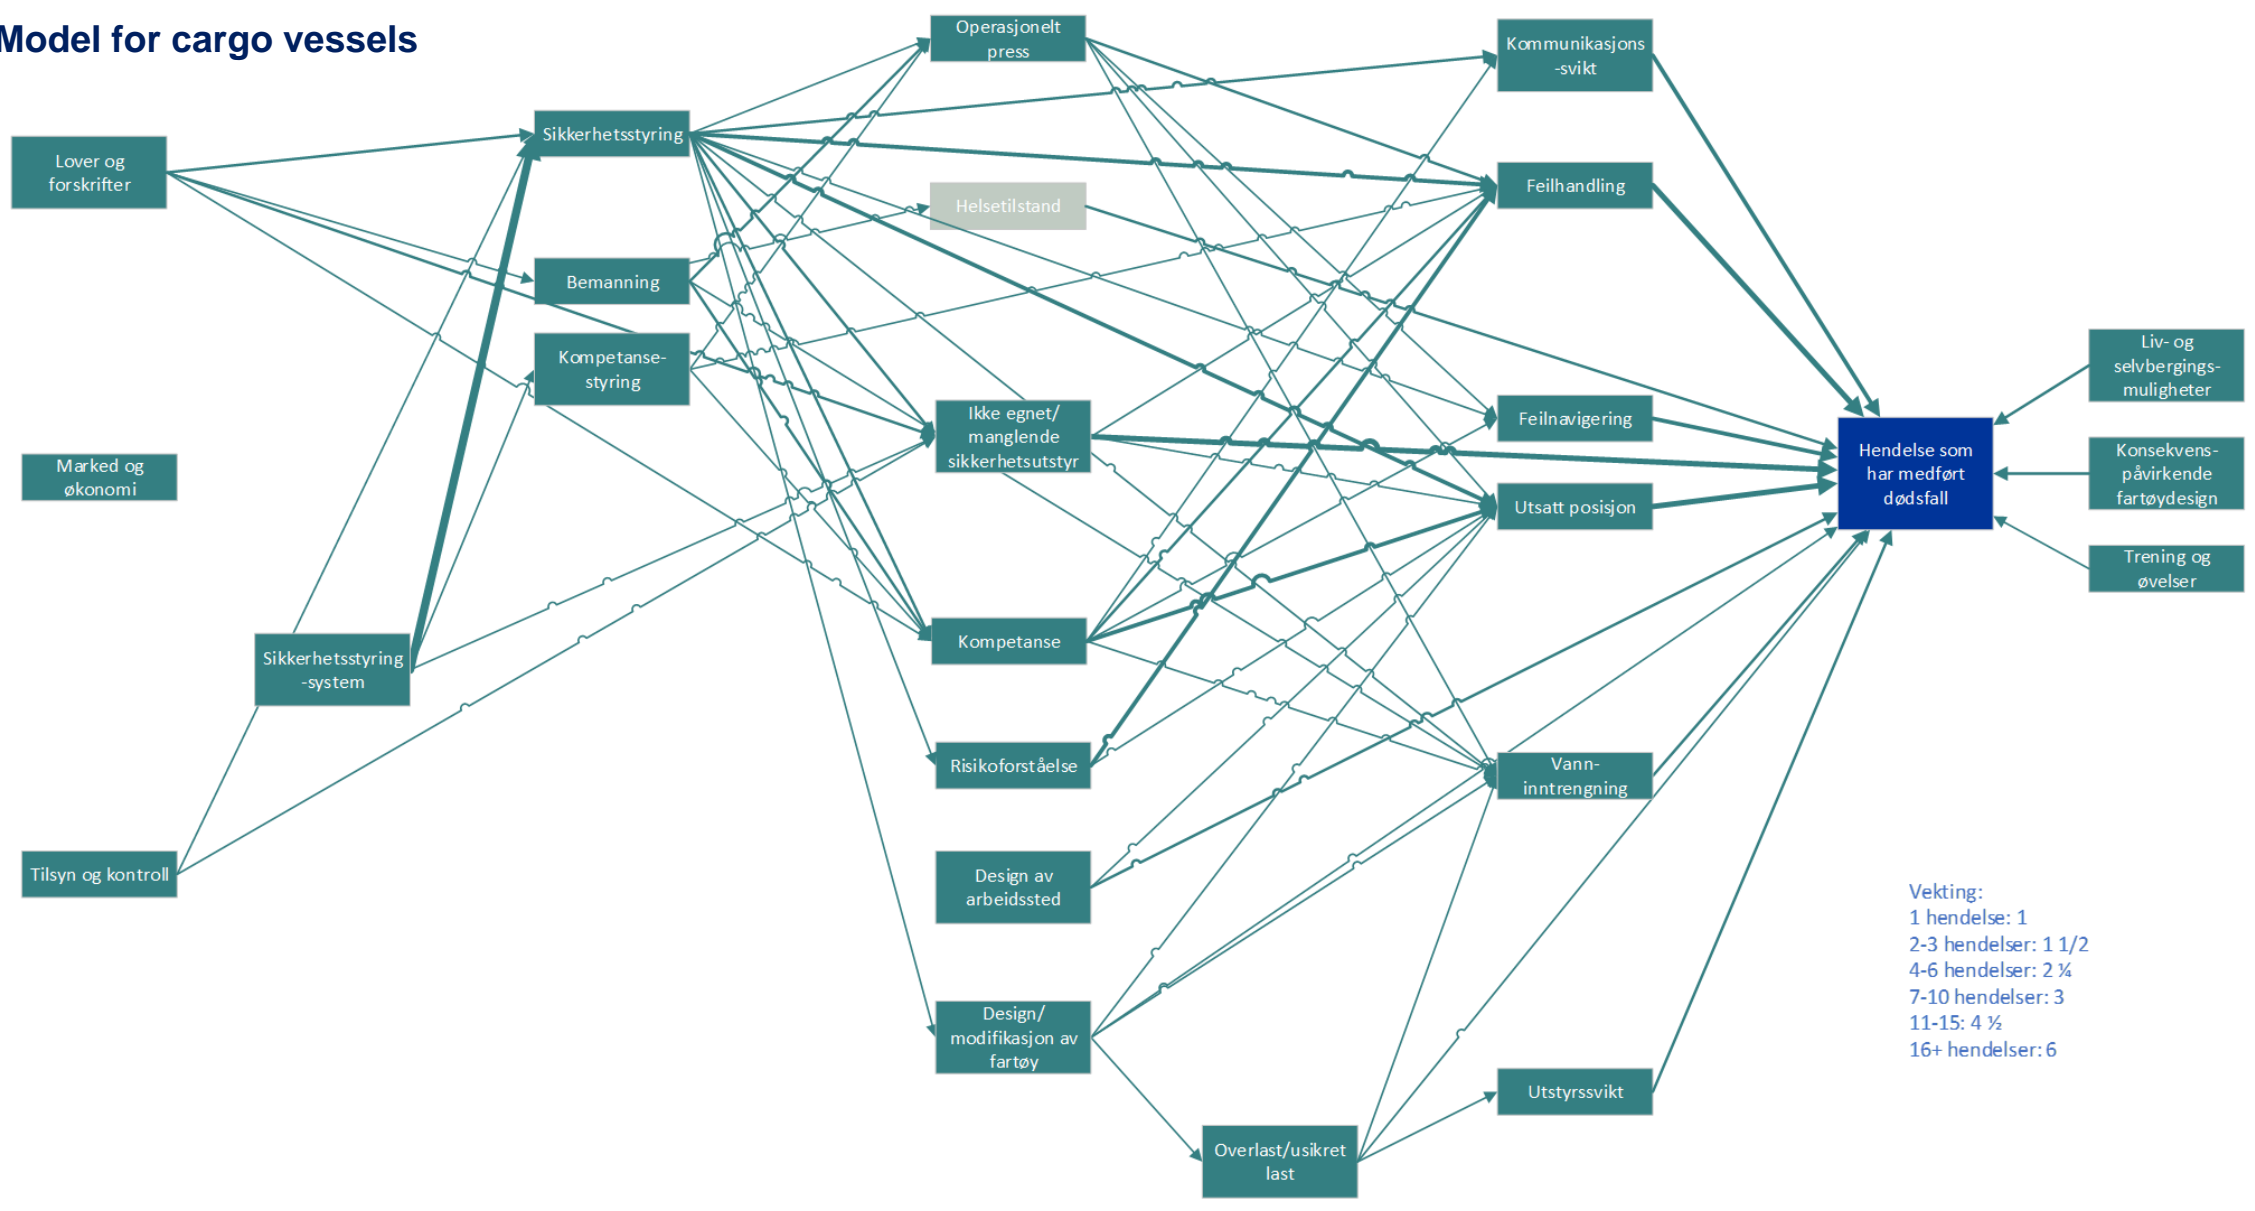 Model for cargo vessels
Operasjonelt
press
Kommunikasjons
-svikt
Sikkerhetsstyring
Lover og
forskrifter
Feilhandling
Helsetilstand
Bemanning
Kompetanse-
styring
Liv- og
selvbergings-
muligheter
Ikke egnet/
manglende
sikkerhetsutstyr
Feilnavigering
Hendelse som
har medført
dødsfall
Marked og
økonomi
Konsekvens-
påvirkende
fartøydesign
Utsatt posisjon
Trening og
øvelser
Kompetanse
Sikkerhetsstyring
-system
Risikoforståelse
Vann-
inntrengning
Tilsyn og kontroll
Design av
arbeidssted
Vekting:
1 hendelse: 1
2-3 hendelser: 1 1/2
4-6 hendelser: 2 ¼
7-10 hendelser: 3
11-15: 4 ½
16+ hendelser: 6
Design/
modifikasjon av
fartøy
Utstyrssvikt
Overlast/usikret
last